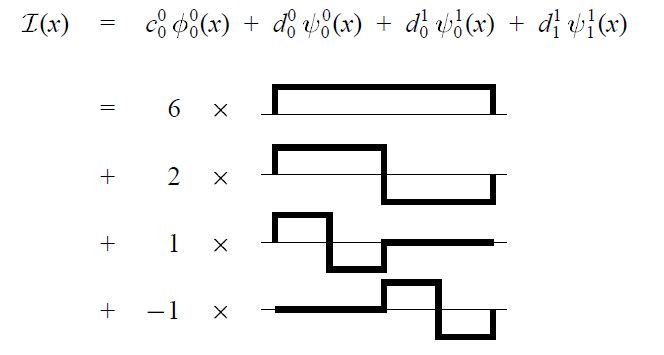 𝓘(x) = c₀⁰ ϕ₀⁰(x) + d₀⁰ ψ₀⁰(x) + d₀¹ ψ₀¹(x) + d₁¹ ψ₁¹(x)
= 6 ×
+ 2 ×
+ 1 ×
+ −1 ×